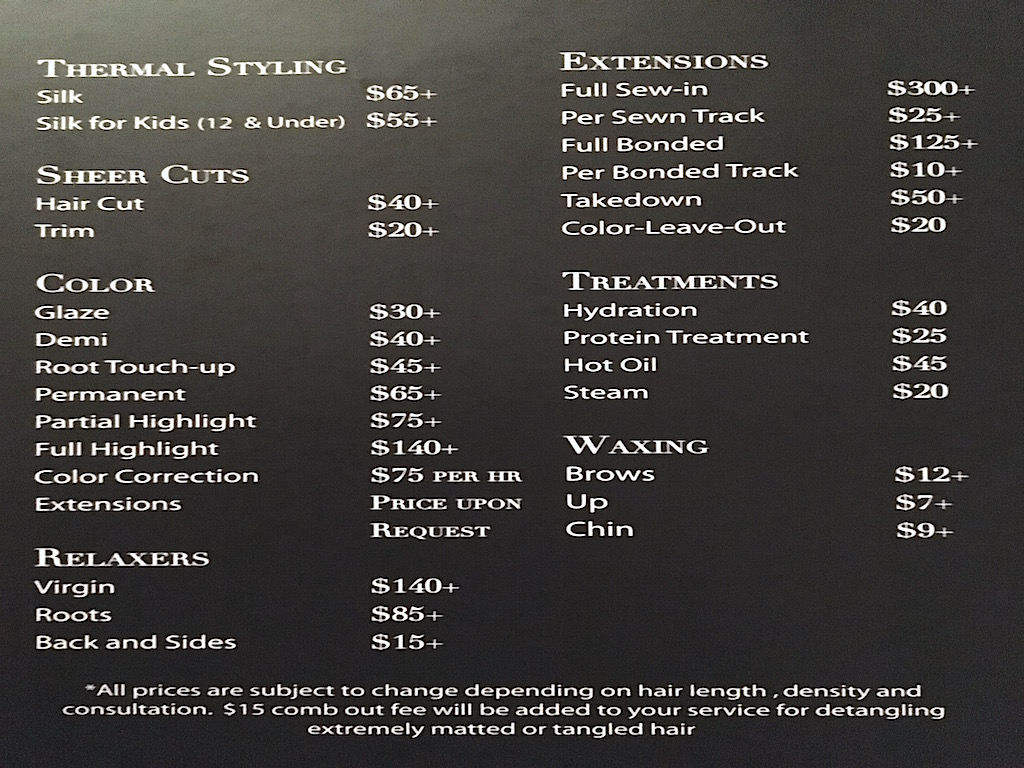 THERMAL STYLING
Silk $65+
Silk for Kids (12 & Under) $55+
SHEER CUTS
Hair Cut $40+
Trim $20+
COLOR
Glaze $30+
Demi $40+
Root Touch-up $45+
Permanent $65+
Partial Highlight $75+
Full Highlight $140+
Color Correction $75 PER HR
Extensions PRICE UPON
REQUEST
RELAXERS
Virgin $140+
Roots $85+
Back and Sides $15+
EXTENSIONS
Full Sew-in $300+
Per Sewn Track $25+
Full Bonded $125+
Per Bonded Track $10+
Takedown $50+
Color-Leave-Out $20
TREATMENTS
Hydration $40
Protein Treatment $25
Hot Oil $45
Steam $20
WAXING
Brows $12+
Up $7+
Chin $9+
*All prices are subject to change depending on hair length , density and
consultation. $15 comb out fee will be added to your service for detangling
extremely matted or tangled hair